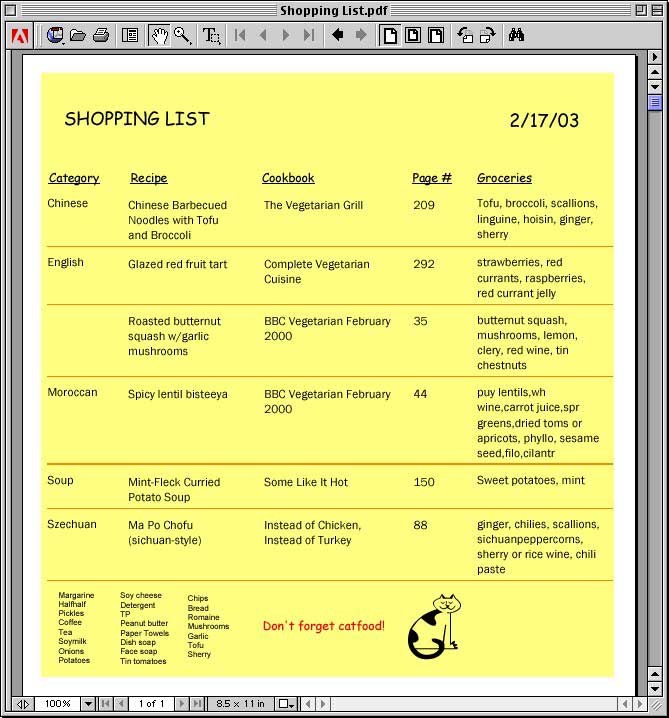 Shopping List.pdf
SHOPPING LIST 2/17/03
Category Recipe Cookbook Page # Groceries
Chinese Chinese Barbecued The Vegetarian Grill 209 Tofu, broccoli, scallions,
Noodles with Tofu linguine, hoisin, ginger,
and Broccoli sherry
English Glazed red fruit tart Complete Vegetarian 292 strawberries, red
Cuisine currants, raspberries,
red currant jelly
Roasted butternut BBC Vegetarian February 35 butternut squash,
squash w/garlic 2000 mushrooms, lemon,
mushrooms clery, red wine, tin
chestnuts
Moroccan Spicy lentil bisteeya BBC Vegetarian February 44 puy lentils,wh
2000 wine,carrot juice,spr
greens,dried toms or
apricots, phyllo, sesame
seed,filo,cilantr
Soup Mint-Fleck Curried Some Like It Hot 150 Sweet potatoes, mint
Potato Soup
Szechuan Ma Po Chofu Instead of Chicken, 88 ginger, chilies, scallions,
(sichuan-style) Instead of Turkey sichuanpeppercorns,
sherry or rice wine, chili
paste
Margarine
Halfhalf
Pickles
Coffee
Tea
Soymilk
Onions
Potatoes
Soy cheese
Detergent
TP
Peanut butter
Paper Towels
Dish soap
Face soap
Tin tomatoes
Chips
Bread
Romaine
Mushrooms
Garlic
Tofu
Sherry
Don't forget catfood!
100% 1 of 1 8.5 x 11 in